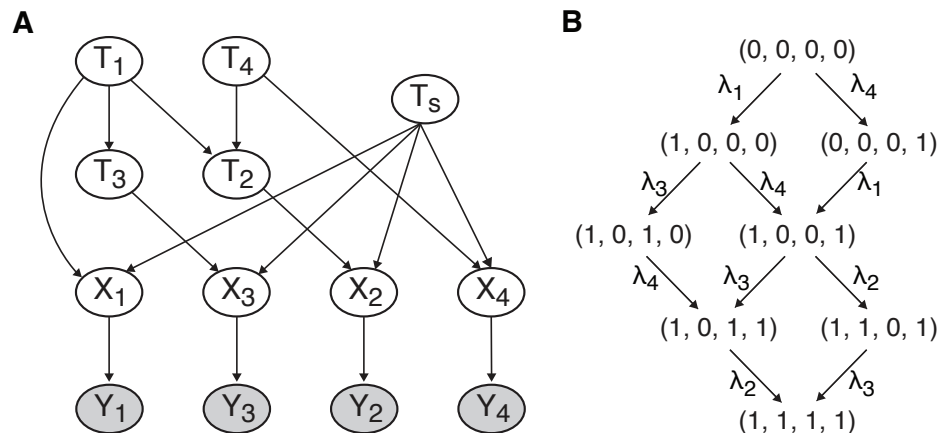 A
T1
T4
Ts
T3
T2
X1
X3
X2
X4
Y1
Y3
Y2
Y4
B
(0, 0, 0, 0)
λ1
λ4
(1, 0, 0, 0)
(0, 0, 0, 1)
λ3
λ4
λ1
(1, 0, 1, 0)
(1, 0, 0, 1)
λ4
λ3
λ2
(1, 0, 1, 1)
(1, 1, 0, 1)
λ2
λ3
(1, 1, 1, 1)